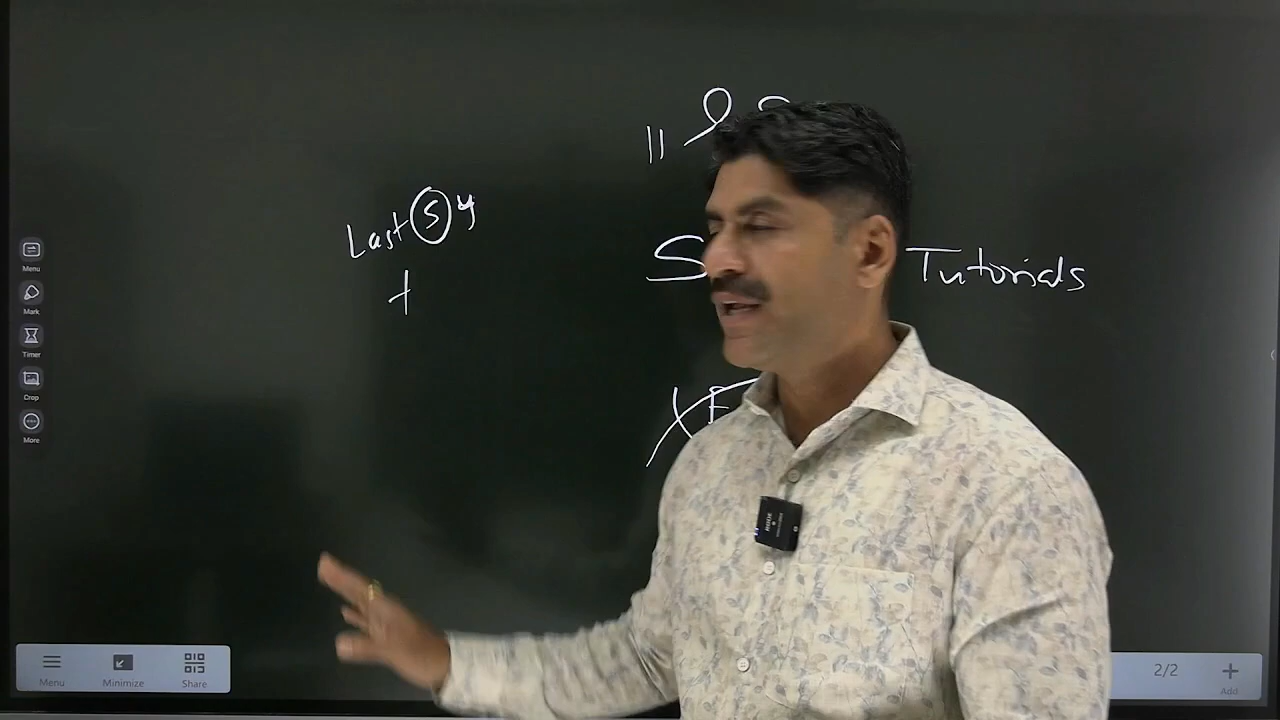 Last 5 y
+
11
S Tutorials
X E
Menu
Mark
Timer
Crop
More
Menu Minimize Share
2/2
Add